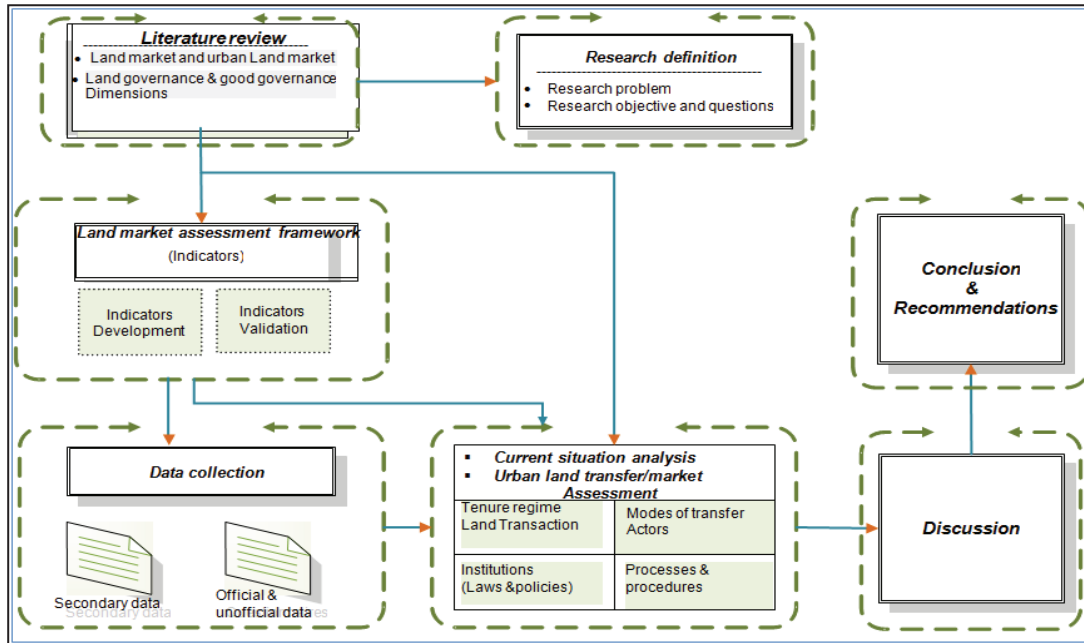 Literature review
• Land market and urban Land market
• Land governance & good governance
Dimensions
Research definition
• Research problem
• Research objective and questions
Land market assessment framework
(Indicators)
Indicators
Development
Indicators
Validation
Conclusion
&
Recommendations
Data collection
Secondary data
Secondary data
Official &
unofficial data
▪ Current situation analysis
▪ Urban land transfer/market
Assessment
Tenure regime
Land Transaction
Modes of transfer
Actors
Institutions
(Laws &policies)
Processes &
procedures
Discussion